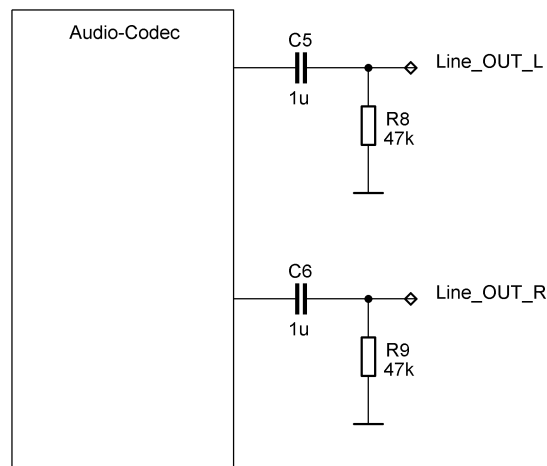 Audio-Codec
C5
1u
Line_OUT_L
R8
47k
C6
1u
Line_OUT_R
R9
47k